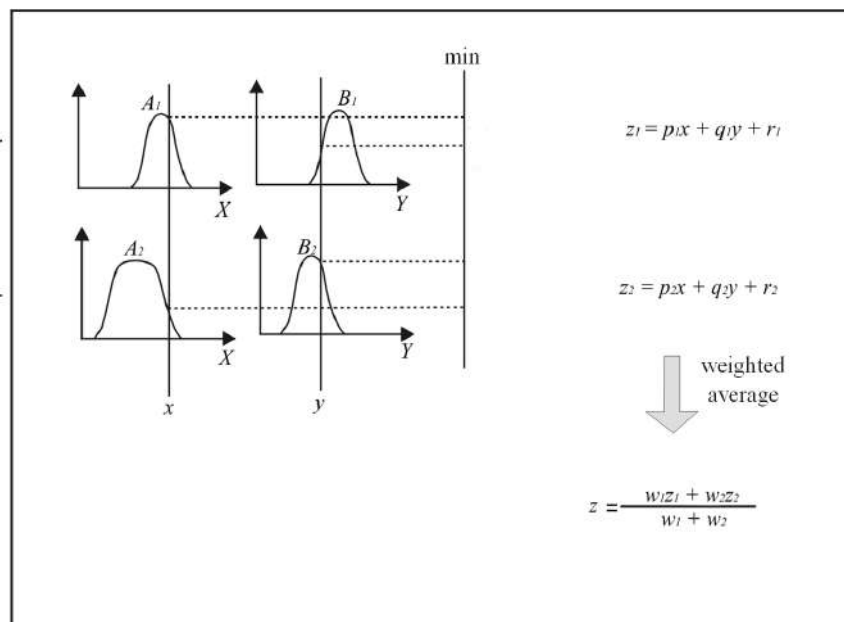 min
A₁
B₁
z₁ = p₁x + q₁y + r₁
X
Y
A₂
B₂
z₂ = p₂x + q₂y + r₂
X
Y
weighted
average
x
y
z = w₁z₁ + w₂z₂
w₁ + w₂